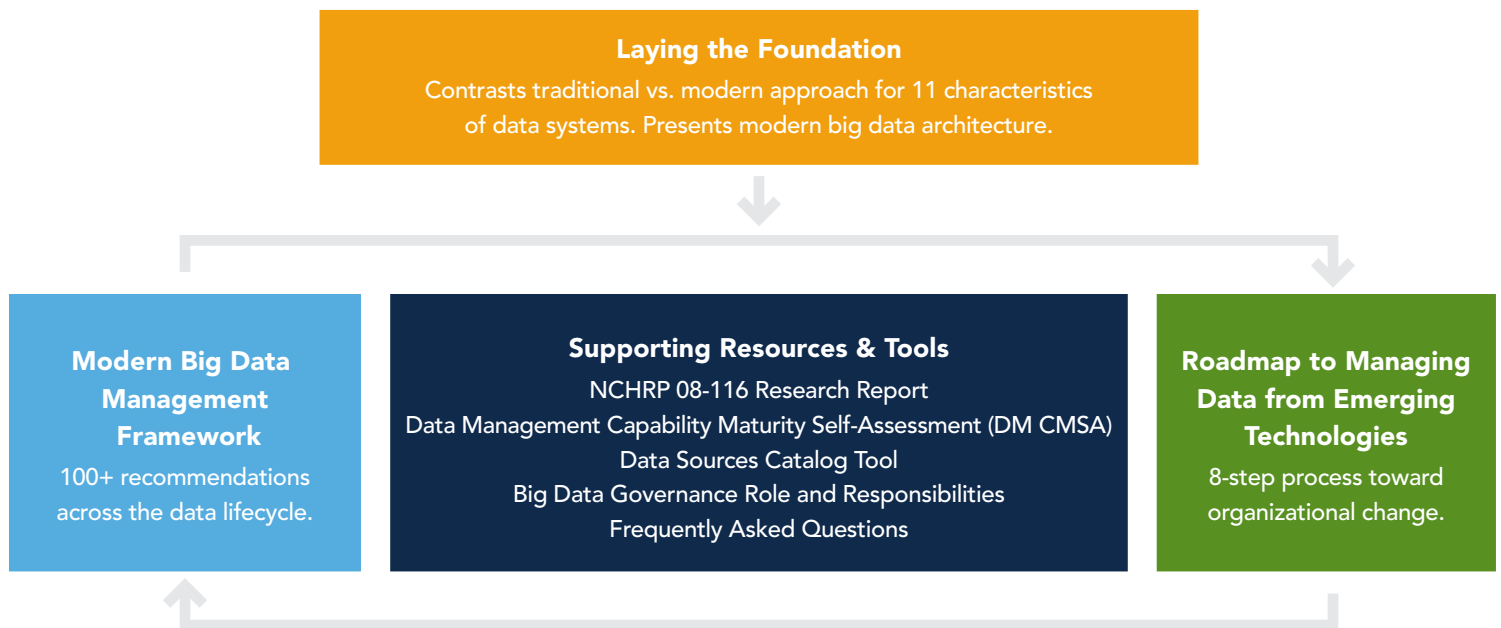 Laying the Foundation
Contrasts traditional vs. modern approach for 11 characteristics
of data systems. Presents modern big data architecture.
Modern Big Data
Management
Framework
100+ recommendations
across the data lifecycle.
Supporting Resources & Tools
NCHRP 08-116 Research Report
Data Management Capability Maturity Self-Assessment (DM CMSA)
Data Sources Catalog Tool
Big Data Governance Role and Responsibilities
Frequently Asked Questions
Roadmap to Managing
Data from Emerging
Technologies
8-step process toward
organizational change.